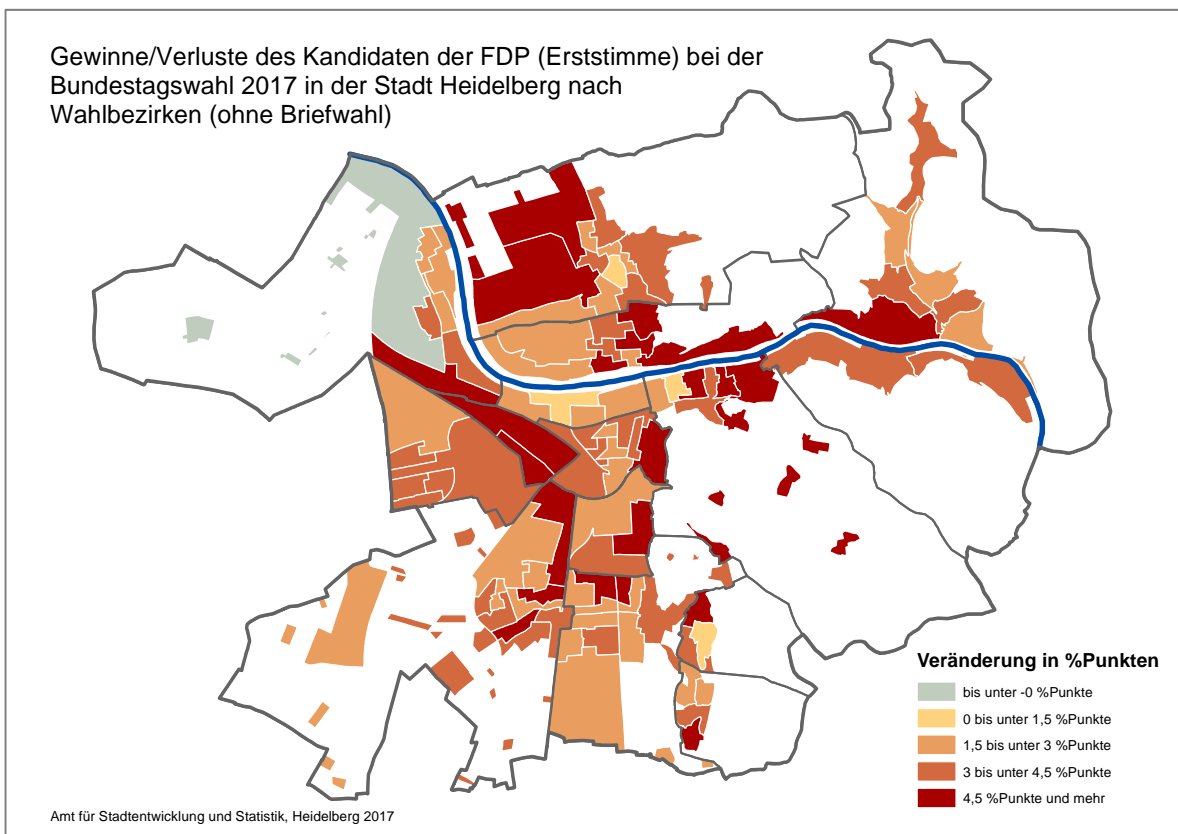 Gewinne/Verluste des Kandidaten der FDP (Erststimme) bei der
Bundestagswahl 2017 in der Stadt Heidelberg nach
Wahlbezirken (ohne Briefwahl)
Veränderung in %Punkten
bis unter -0 %Punkte
0 bis unter 1,5 %Punkte
1,5 bis unter 3 %Punkte
3 bis unter 4,5 %Punkte
4,5 %Punkte und mehr
Amt für Stadtentwicklung und Statistik, Heidelberg 2017